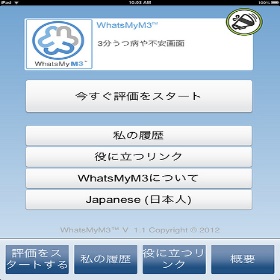 iPod
10:03 AM
100%
WhatsMyM3™
WhatsMyM3™
3分うつ病や不安画面
今すぐ評価をスタート
私の履歴
役に立つリンク
WhatsMyM3について
Japanese (日本人)
WhatsMyM3™ V 1.1 Copyright © 2012
評価をス
タートする
私の履歴
役に立つリ
ンク
概要